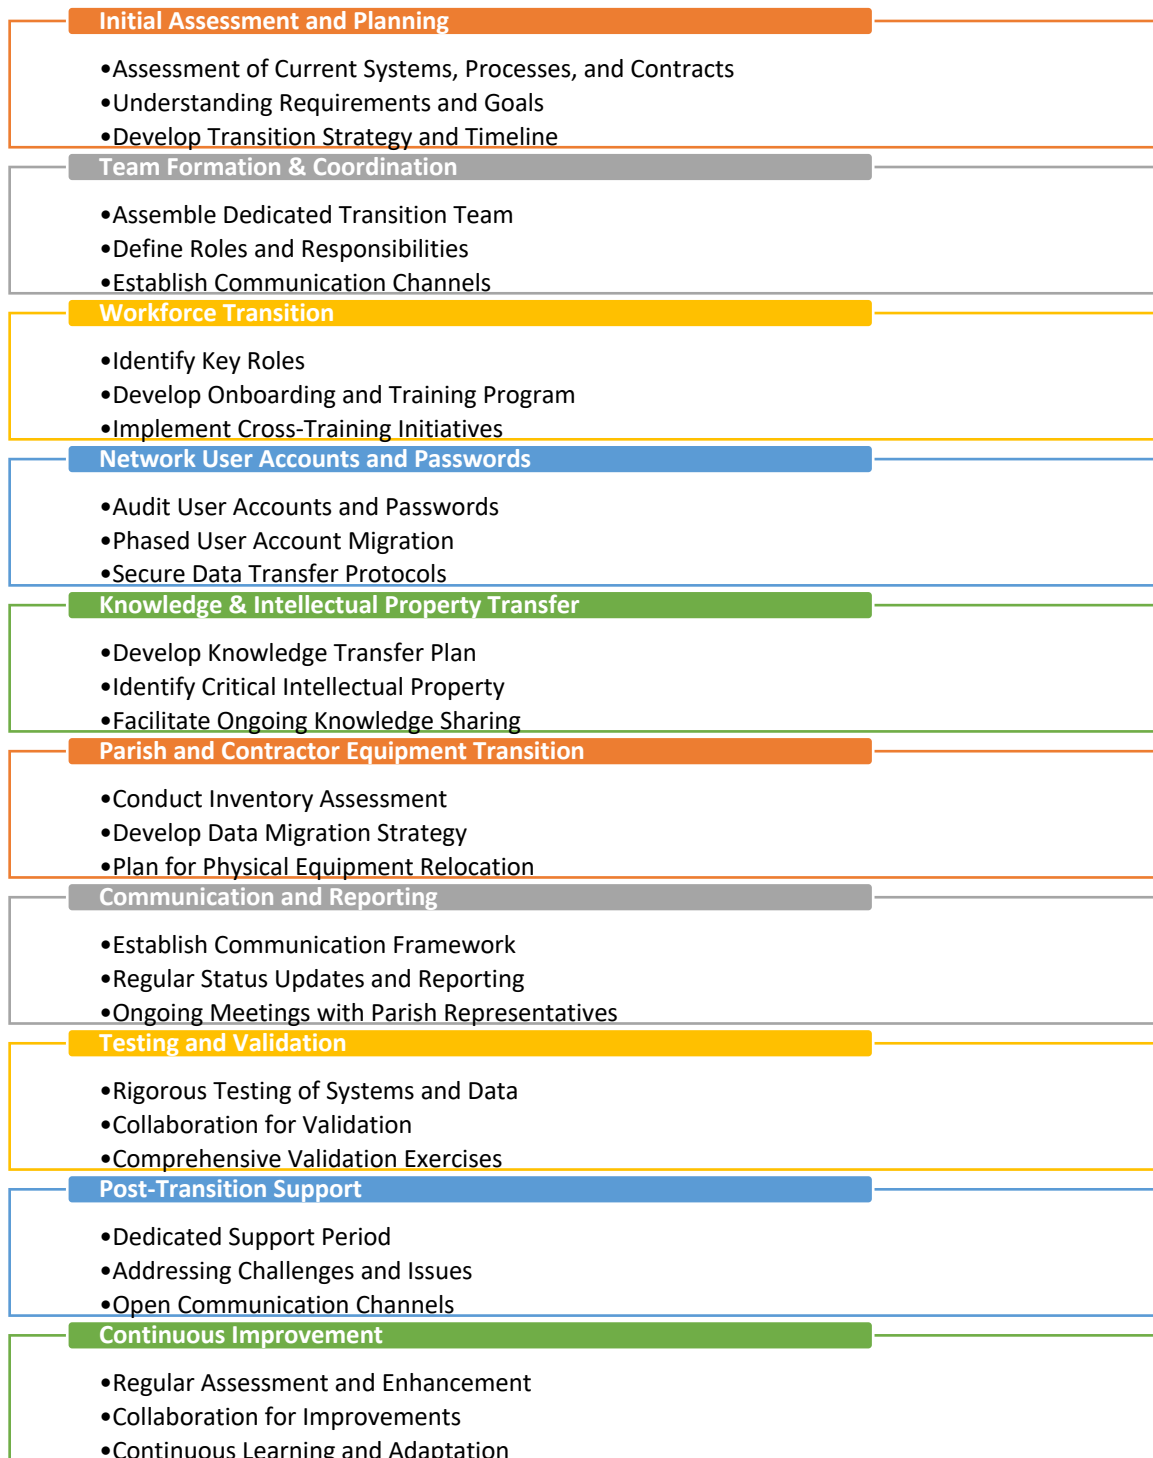 Initial Assessment and Planning
•Assessment of Current Systems, Processes, and Contracts
•Understanding Requirements and Goals
•Develop Transition Strategy and Timeline
Team Formation & Coordination
•Assemble Dedicated Transition Team
•Define Roles and Responsibilities
•Establish Communication Channels
Workforce Transition
•Identify Key Roles
•Develop Onboarding and Training Program
•Implement Cross-Training Initiatives
Network User Accounts and Passwords
•Audit User Accounts and Passwords
•Phased User Account Migration
•Secure Data Transfer Protocols
Knowledge & Intellectual Property Transfer
•Develop Knowledge Transfer Plan
•Identify Critical Intellectual Property
•Facilitate Ongoing Knowledge Sharing
Parish and Contractor Equipment Transition
•Conduct Inventory Assessment
•Develop Data Migration Strategy
•Plan for Physical Equipment Relocation
Communication and Reporting
•Establish Communication Framework
•Regular Status Updates and Reporting
•Ongoing Meetings with Parish Representatives
Testing and Validation
•Rigorous Testing of Systems and Data
•Collaboration for Validation
•Comprehensive Validation Exercises
Post-Transition Support
•Dedicated Support Period
•Addressing Challenges and Issues
•Open Communication Channels
Continuous Improvement
•Regular Assessment and Enhancement
•Collaboration for Improvements
•Continuous Learning and Adaptation